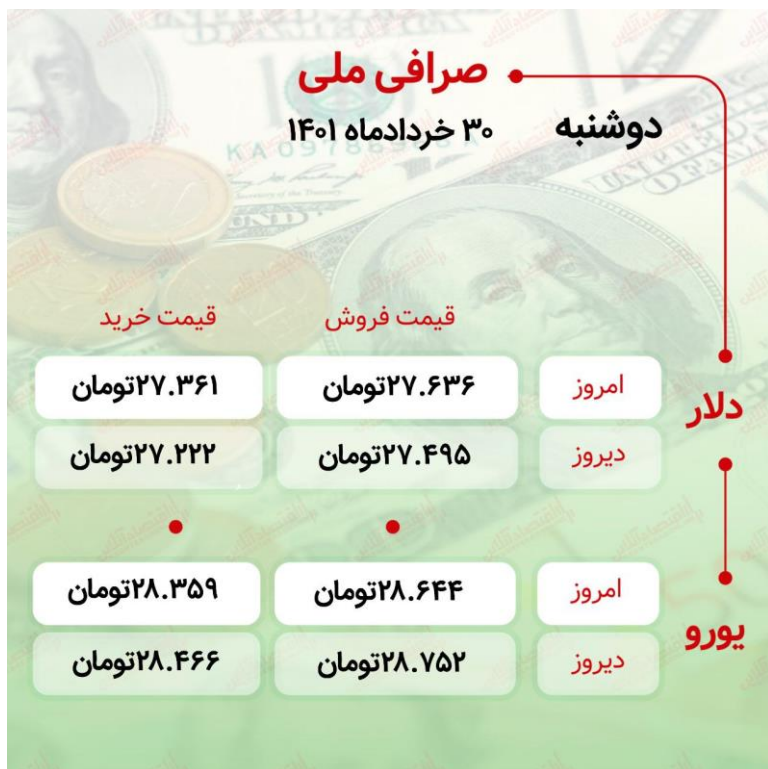 صرافی ملی
دوشنبه ۳۰ خردادماه ۱۴۰۱
قیمت فروش قیمت خرید
دلار
امروز ۲۷.۶۳۶تومان ۲۷.۳۶۱تومان
دیروز ۲۷.۴۹۵تومان ۲۷.۲۲۲تومان
یورو
امروز ۲۸.۶۴۴تومان ۲۸.۳۵۹تومان
دیروز ۲۸.۷۵۲تومان ۲۸.۴۶۶تومان